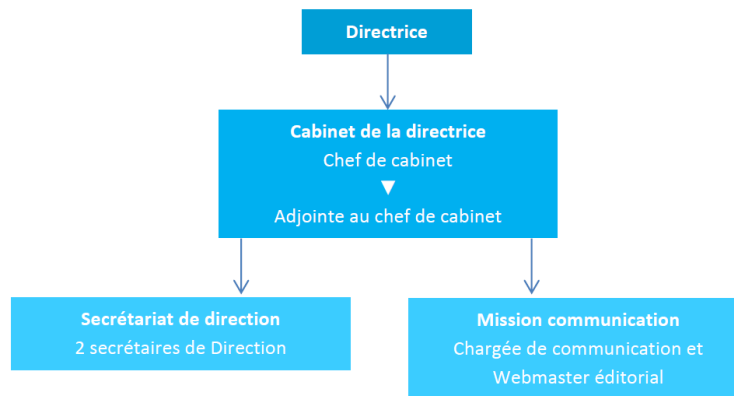 Directrice
Cabinet de la directrice
Chef de cabinet
Adjointe au chef de cabinet
Secrétariat de direction
2 secrétaires de Direction
Mission communication
Chargée de communication et
Webmaster éditorial